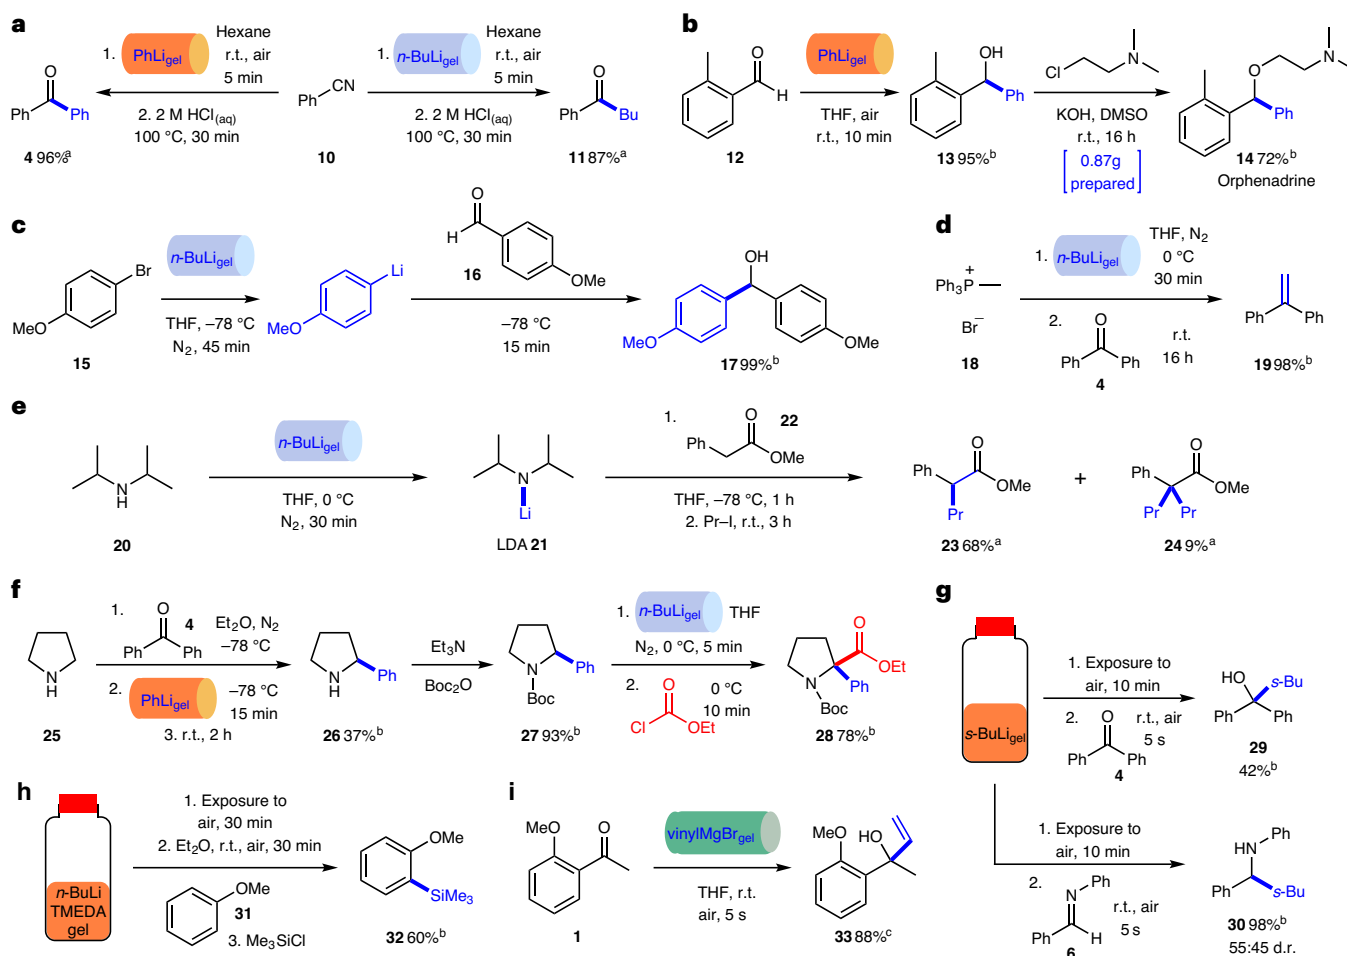 a
1. PhLigel
Hexane
r.t., air
5 min
2. 2 M HCl(aq)
100 °C, 30 min
O
Ph Ph
4 96%a
Ph CN
10
1. n-BuLigel
Hexane
r.t., air
5 min
2. 2 M HCl(aq)
100 °C, 30 min
O
Ph Bu
11 87%a
b
O
H
12
PhLigel
THF, air
r.t., 10 min
OH
Ph
13 95%b
Cl N
KOH, DMSO
r.t., 16 h
[0.87g
prepared]
N
O
Ph
14 72%b
Orphenadrine
c
Br
MeO
15
n-BuLigel
THF, –78 °C
N2, 45 min
Li
MeO
O
H
16
OMe
–78 °C
15 min
OH
MeO OMe
17 99%b
d
+
Ph3P
Br–
18
1. n-BuLigel
THF, N2
0 °C
30 min
2.
O
Ph Ph
4
r.t.
16 h
Ph Ph
19 98%b
e
N
H
20
n-BuLigel
THF, 0 °C
N2, 30 min
N
Li
LDA 21
1.
22
O
Ph
OMe
THF, –78 °C, 1 h
2. Pr–I, r.t., 3 h
O
Ph
OMe
Pr
23 68%a
+
O
Ph
OMe
Pr Pr
24 9%a
f
N
H
25
1.
O
4
Ph Ph
Et2O, N2
–78 °C
2. PhLigel
–78 °C
15 min
3. r.t., 2 h
N
H
Ph
26 37%b
Et3N
Boc2O
N
Boc
Ph
27 93%b
1. n-BuLigel THF
N2, 0 °C, 5 min
2.
O
Cl OEt
0 °C
10 min
O
OEt
N
Ph
Boc
28 78%b
g
s-BuLigel
1. Exposure to
air, 10 min
2.
O
Ph Ph
4
r.t., air
5 s
HO s-Bu
Ph Ph
29
42%b
1. Exposure to
air, 10 min
2.
Ph
N
Ph H
6
r.t., air
5 s
Ph
HN
Ph s-Bu
30 98%b
55:45 d.r.
h
n-BuLi
TMEDA
gel
1. Exposure to
air, 30 min
2. Et2O, r.t., air, 30 min
OMe
31
3. Me3SiCl
OMe
SiMe3
32 60%b
i
MeO O
1
vinylMgBrgel
THF, r.t.
air, 5 s
MeO HO
33 88%c